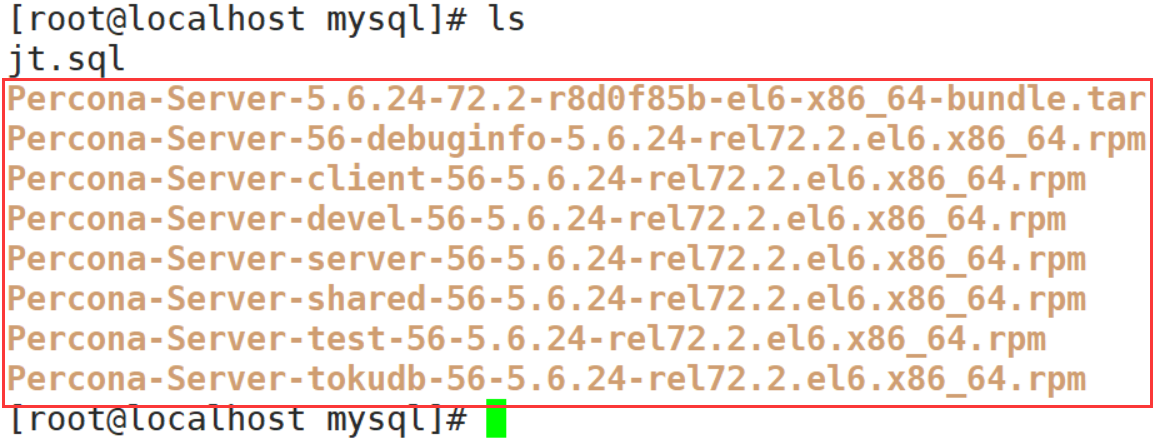 [root@localhost mysql]# ls
jt.sql
Percona-Server-5.6.24-72.2-r8d0f85b-el6-x86_64-bundle.tar
Percona-Server-56-debuginfo-5.6.24-rel72.2.el6.x86_64.rpm
Percona-Server-client-56-5.6.24-rel72.2.el6.x86_64.rpm
Percona-Server-devel-56-5.6.24-rel72.2.el6.x86_64.rpm
Percona-Server-server-56-5.6.24-rel72.2.el6.x86_64.rpm
Percona-Server-shared-56-5.6.24-rel72.2.el6.x86_64.rpm
Percona-Server-test-56-5.6.24-rel72.2.el6.x86_64.rpm
Percona-Server-tokudb-56-5.6.24-rel72.2.el6.x86_64.rpm
[root@localhost mysql]#